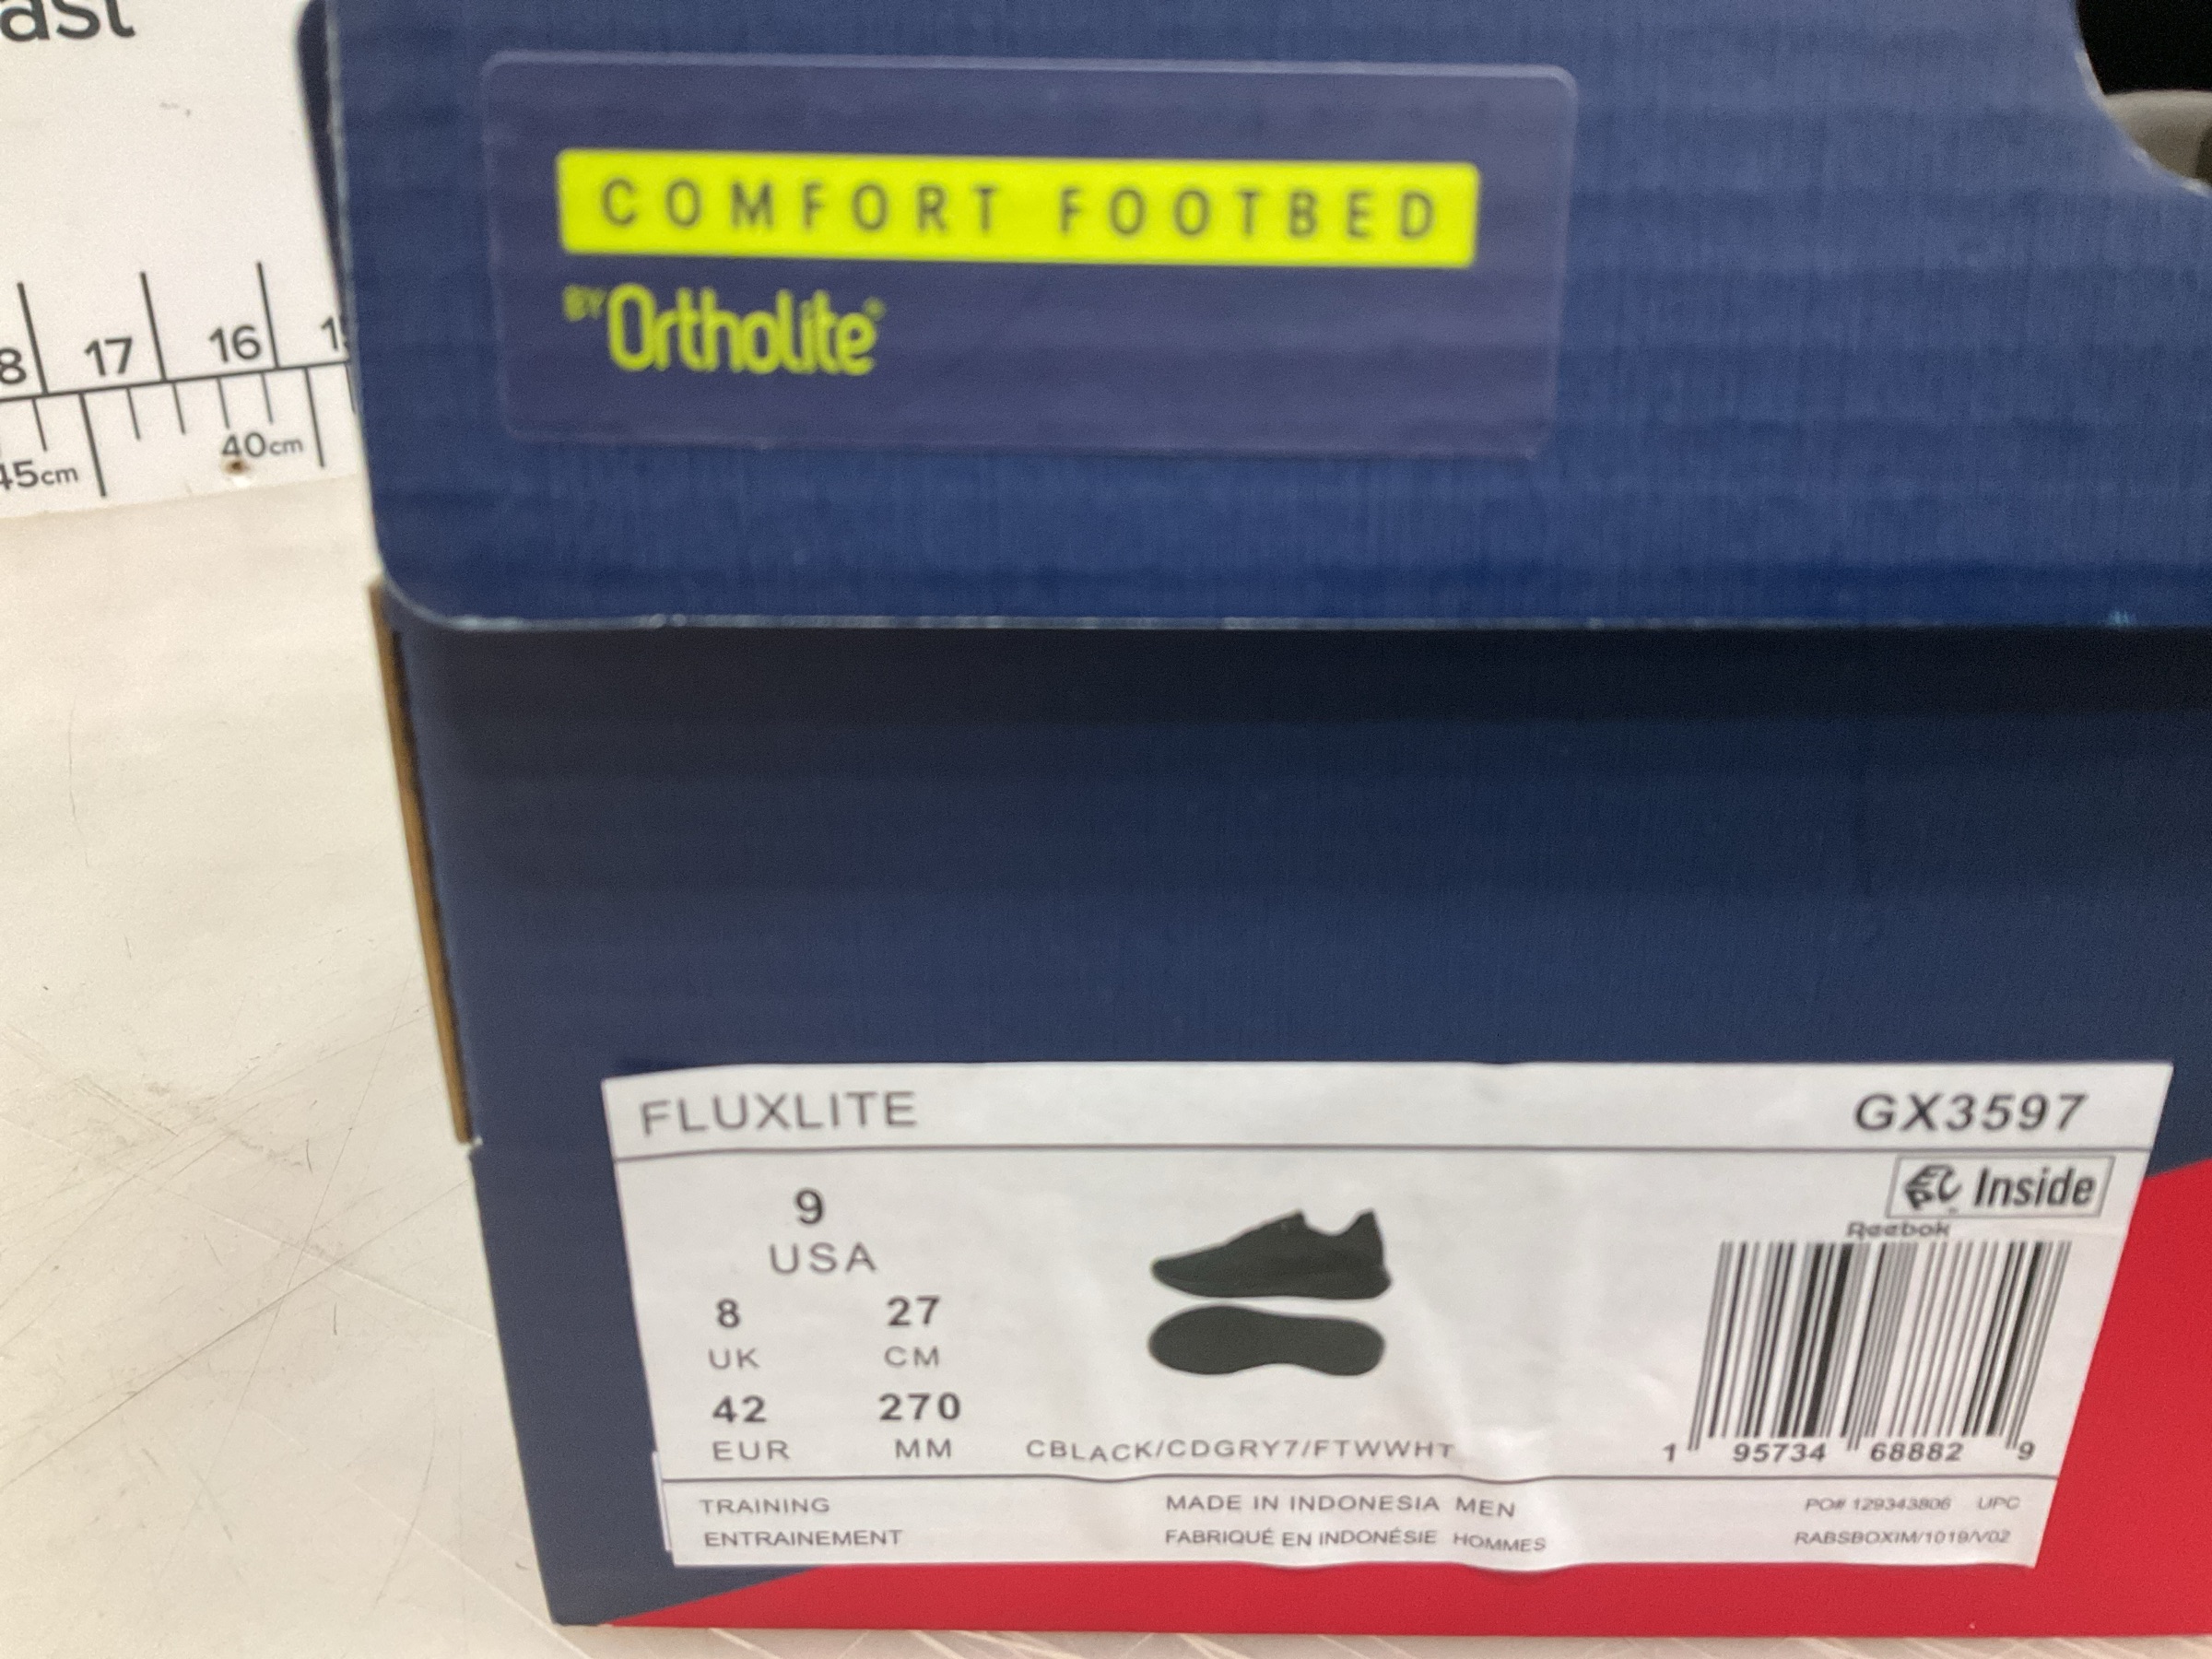 ast
17 16
45cm 40cm
COMFORT FOOTBED
BY Ortholite®
FLUXLITE GX3597
Inside
Reebok
9
USA
8 27
UK CM
42 270
EUR MM
CBLACK/CDGRY7/FTWWHT
1 95734 68882 9
TRAINING MADE IN INDONESIA MEN PO# 129343806 UPC
ENTRAINEMENT FABRIQUÉ EN INDONÉSIE HOMMES RABSBOXIM/1019/V02